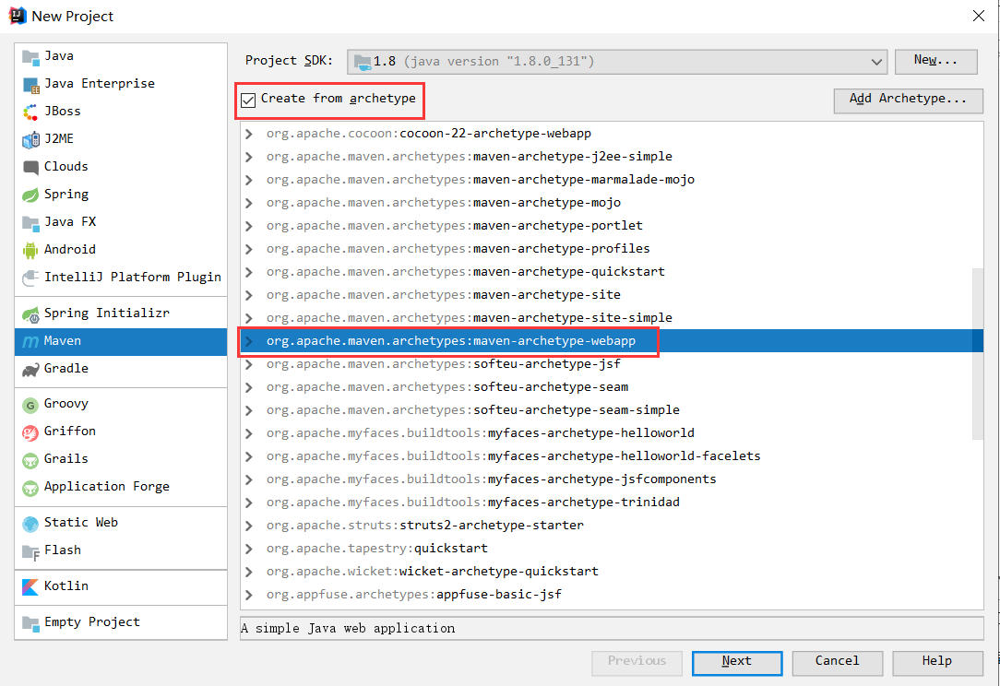 New Project
Java
Java Enterprise
JBoss
J2ME
Clouds
Spring
Java FX
Android
IntelliJ Platform Plugin
Spring Initializr
Maven
Gradle
Groovy
Griffon
Grails
Application Forge
Static Web
Flash
Kotlin
Empty Project
Project SDK: 1.8 (java version "1.8.0_131") New...
Create from archetype Add Archetype...
org.apache.cocoon:cocoon-22-archetype-webapp
org.apache.maven.archetypes:maven-archetype-j2ee-simple
org.apache.maven.archetypes:maven-archetype-marmalade-mojo
org.apache.maven.archetypes:maven-archetype-mojo
org.apache.maven.archetypes:maven-archetype-portlet
org.apache.maven.archetypes:maven-archetype-profiles
org.apache.maven.archetypes:maven-archetype-quickstart
org.apache.maven.archetypes:maven-archetype-site
org.apache.maven.archetypes:maven-archetype-site-simple
org.apache.maven.archetypes:maven-archetype-webapp
org.apache.maven.archetypes:softeu-archetype-jsf
org.apache.maven.archetypes:softeu-archetype-seam
org.apache.maven.archetypes:softeu-archetype-seam-simple
org.apache.myfaces.buildtools:myfaces-archetype-helloworld
org.apache.myfaces.buildtools:myfaces-archetype-helloworld-facelets
org.apache.myfaces.buildtools:myfaces-archetype-jsfcomponents
org.apache.myfaces.buildtools:myfaces-archetype-trinidad
org.apache.struts:struts2-archetype-starter
org.apache.tapestry:quickstart
org.apache.wicket:wicket-archetype-quickstart
org.appfuse.archetypes:appfuse-basic-jsf
A simple Java web application
Previous Next Cancel Help